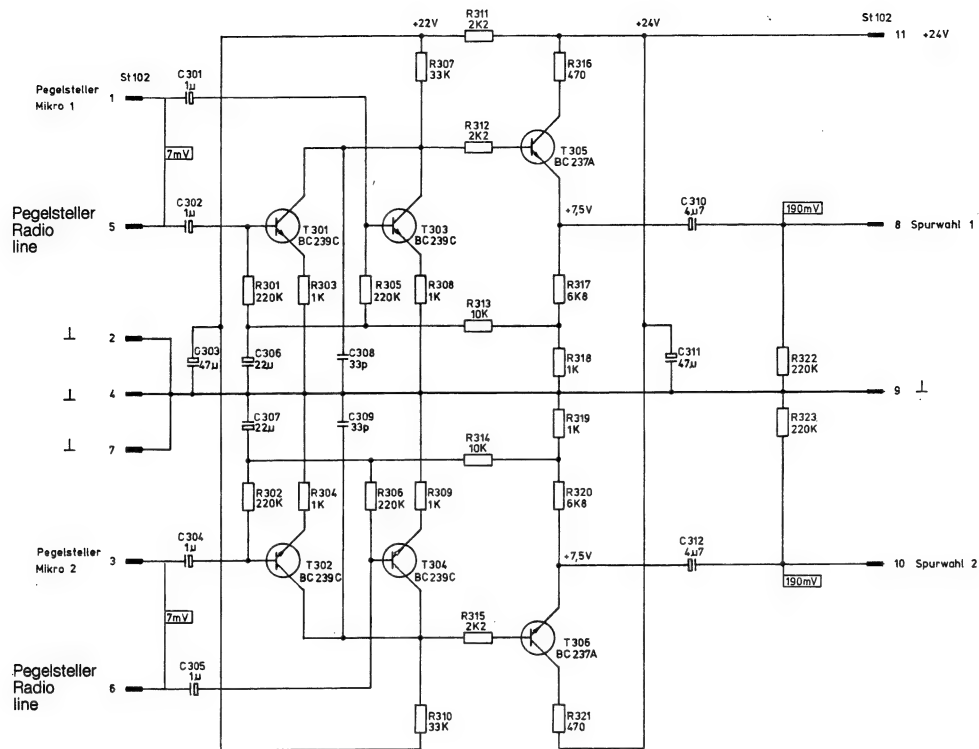 R311
2K2
+22V
+24V
St102
11 +24V
R307
33K
R316
470
St102
C301
1µ
Pegelsteller
Mikro 1
1
R312
2K2
T305
BC237A
7mV
C302
1µ
Pegelsteller
Radio
line
5
T301
BC239C
T303
BC239C
+7,5V
C310
4µ7
190mV
8 Spurwahl 1
R301
220K
R303
1K
R305
220K
R308
1K
R317
6K8
R313
10K
⊥ 2
C303
47µ
C306
22µ
C308
33p
R318
1K
C311
47µ
R322
220K
⊥ 4
9 ⊥
C307
22µ
C309
33p
R319
1K
R323
220K
⊥ 7
R314
10K
R302
220K
R304
1K
R306
220K
R309
1K
R320
6K8
Pegelsteller
Mikro 2
3
C304
1µ
T302
BC239C
T304
BC239C
+7,5V
C312
4µ7
10 Spurwahl 2
190mV
7mV
R315
2K2
T306
BC237A
Pegelsteller
Radio
line
6
C305
1µ
R310
33K
R321
470